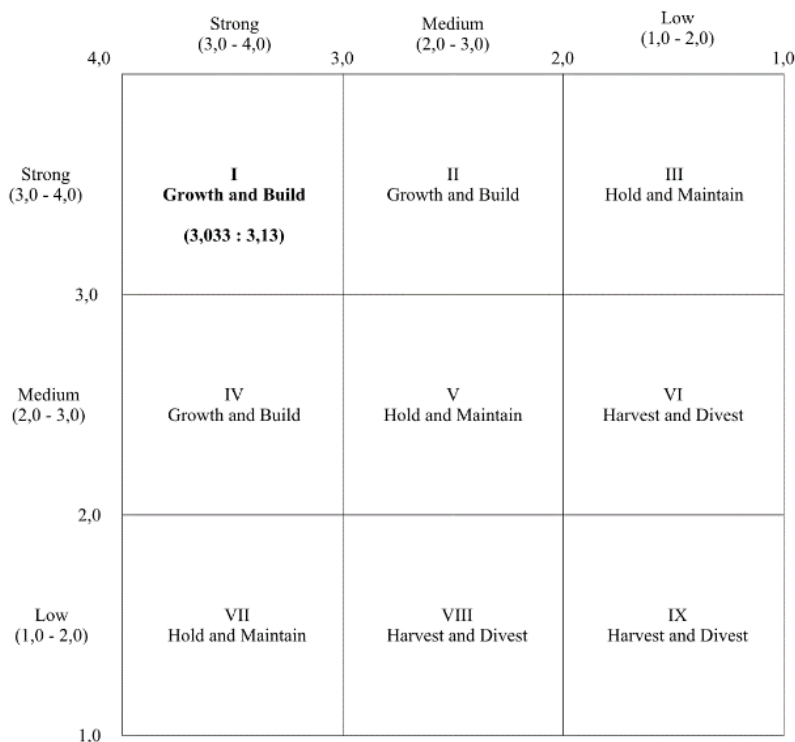 Strong
(3,0 - 4,0)
Medium
(2,0 - 3,0)
Low
(1,0 - 2,0)
4,0
3,0
2,0
1,0
Strong
(3,0 - 4,0)
I
Growth and Build
(3,033 : 3,13)
II
Growth and Build
III
Hold and Maintain
3,0
Medium
(2,0 - 3,0)
IV
Growth and Build
V
Hold and Maintain
VI
Harvest and Divest
2,0
Low
(1,0 - 2,0)
VII
Hold and Maintain
VIII
Harvest and Divest
IX
Harvest and Divest
1,0